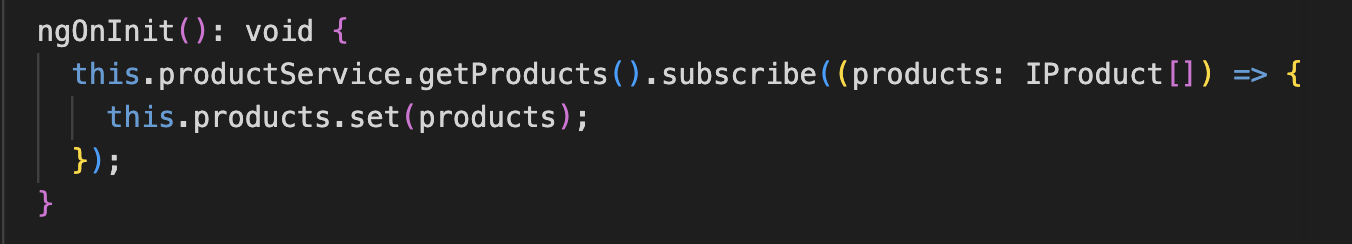 ngOnInit(): void {
  this.productService.getProducts().subscribe((products: IProduct[]) => {
    this.products.set(products);
  });
}